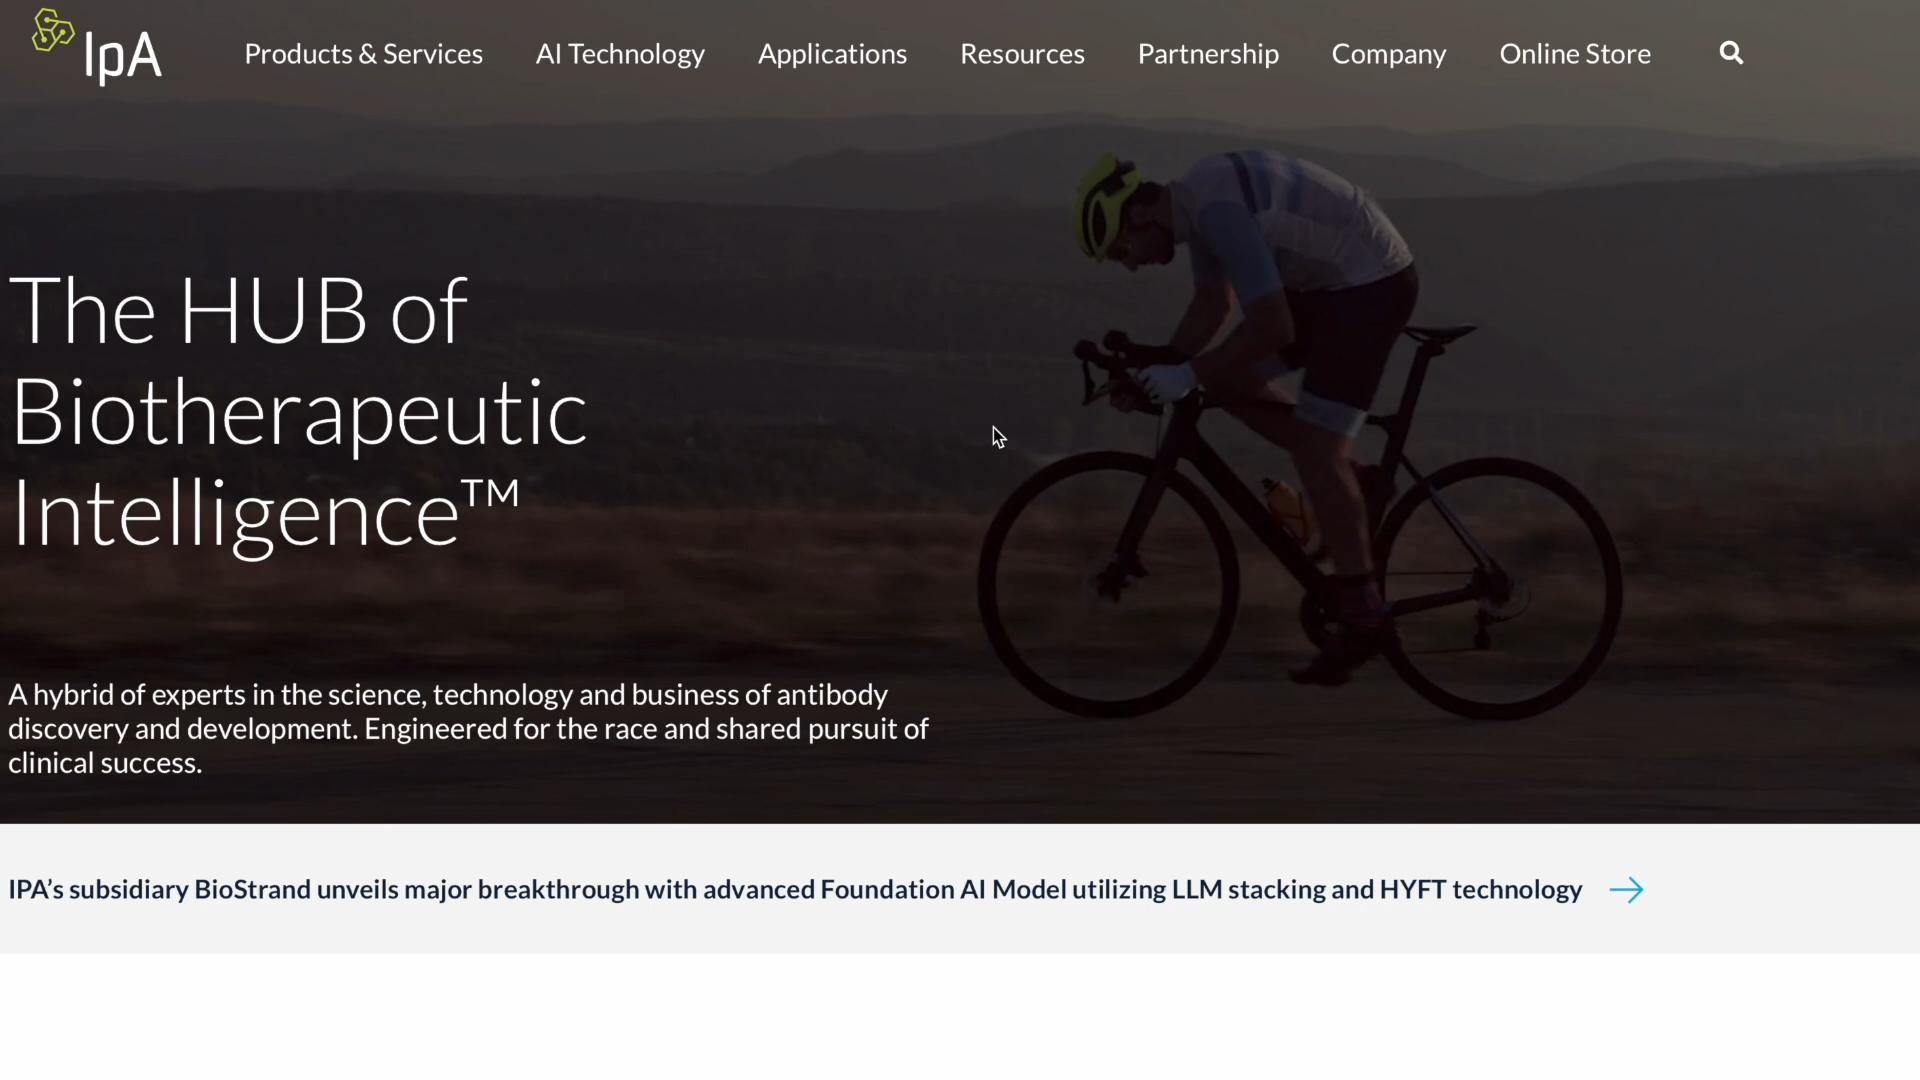 IpA
Products & Services
AI Technology
Applications
Resources
Partnership
Company
Online Store
The HUB of
Biotherapeutic
Intelligence™
A hybrid of experts in the science, technology and business of antibody
discovery and development. Engineered for the race and shared pursuit of
clinical success.
IPA’s subsidiary BioStrand unveils major breakthrough with advanced Foundation AI Model utilizing LLM stacking and HYFT technology